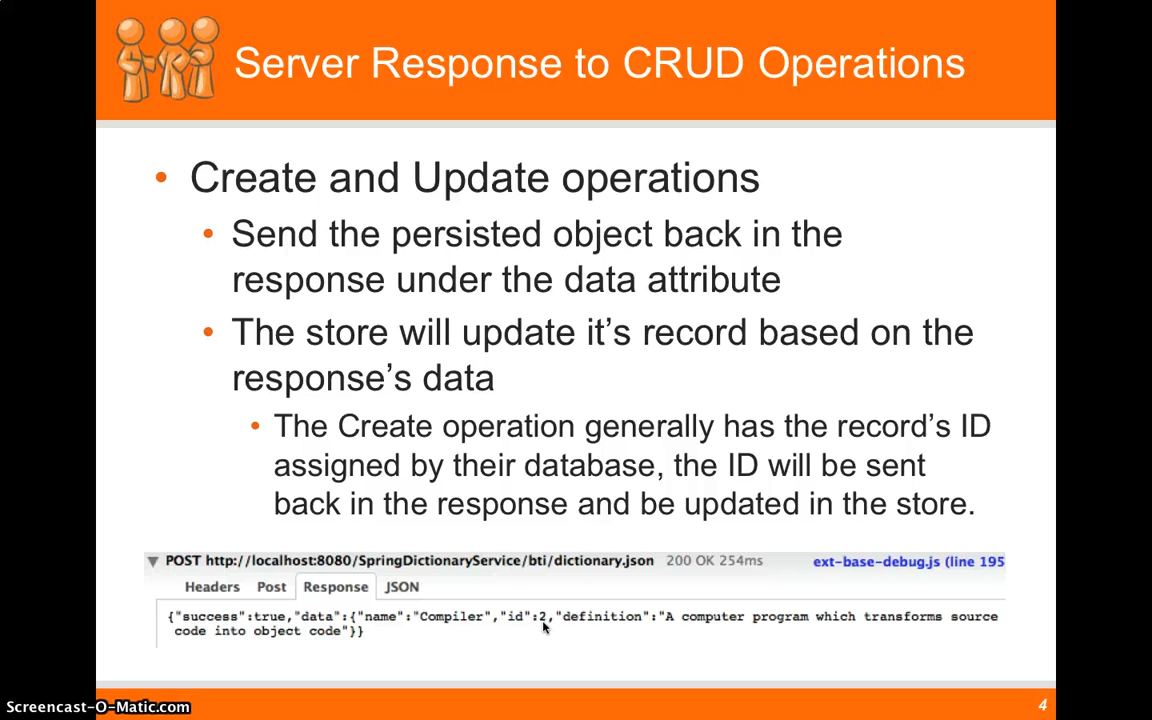 Server Response to CRUD Operations
• Create and Update operations
• Send the persisted object back in the
response under the data attribute
• The store will update it’s record based on the
response’s data
• The Create operation generally has the record’s ID
assigned by their database, the ID will be sent
back in the response and be updated in the store.
POST http://localhost:8080/SpringDictionaryService/bti/dictionary.json 200 OK 254ms ext-base-debug.js (line 195
Headers Post Response JSON
{"success":true,"data":{"name":"Compiler","id":2,"definition":"A computer program which transforms source
code into object code"}}
Screencast-O-Matic.com 4